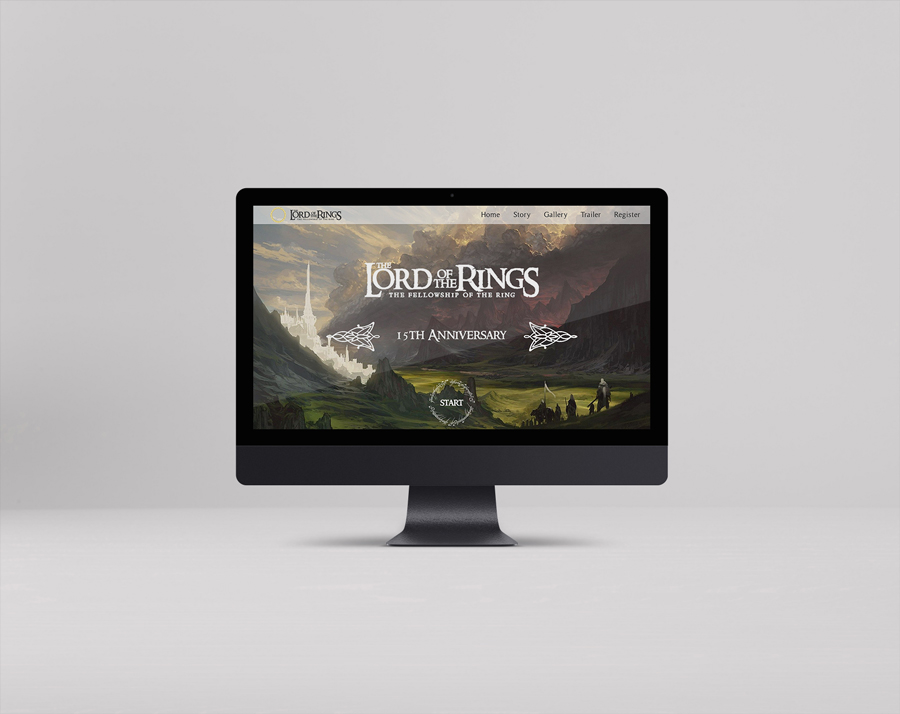 THE LORD OF THE RINGS
Home Story Gallery Trailer Register
THE LORD OF THE RINGS
THE FELLOWSHIP OF THE RING
15TH ANNIVERSARY
START